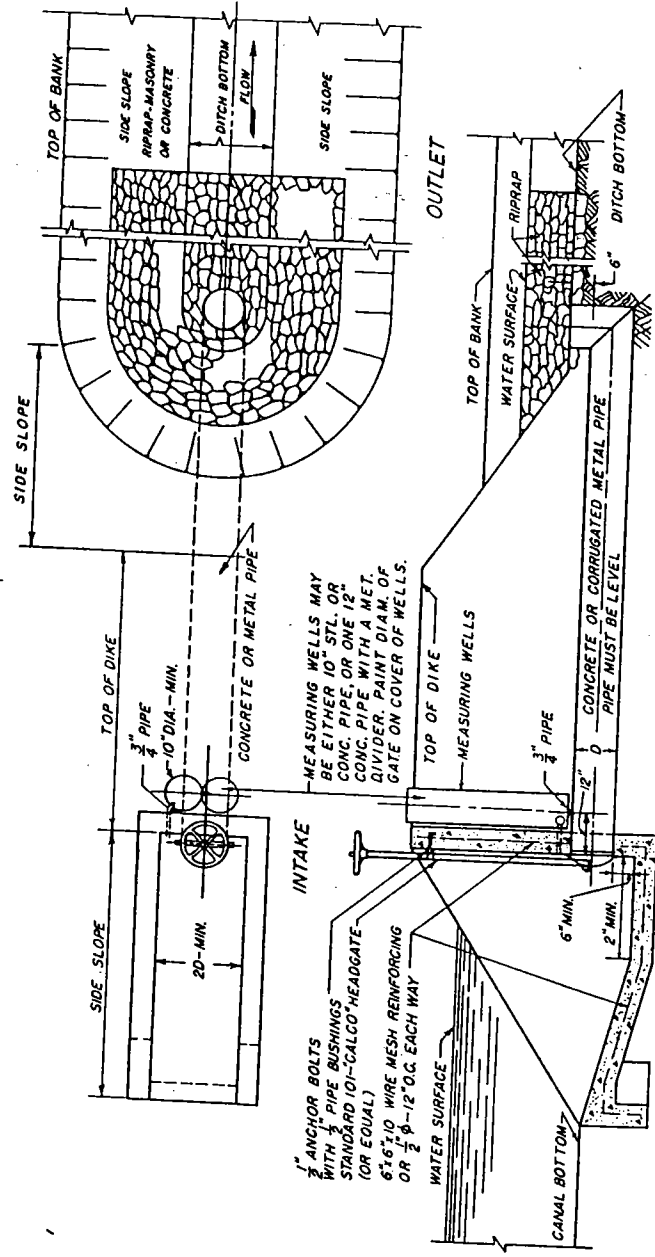 SIDE SLOPE
TOP OF DIKE
SIDE SLOPE
TOP OF BANK
SIDE SLOPE
RIPRAP-MASONRY
OR CONCRETE
DITCH BOTTOM
FLOW
SIDE SLOPE
3/4" PIPE
10" DIA.-MIN.
2D-MIN.
CONCRETE OR METAL PIPE
INTAKE
OUTLET
MEASURING WELLS MAY
BE EITHER 10" STL. OR
CONC. PIPE, OR ONE 12"
CONC. PIPE WITH A MET.
DIVIDER. PAINT DIAM. OF
GATE ON COVER OF WELLS.
1/2" ANCHOR BOLTS
WITH 1/2" PIPE BUSHINGS
STANDARD 101-"CALCO" HEADGATE
(OR EQUAL)
6"x6"x10 WIRE MESH REINFORCING
OR 1/2" ϕ-12" O.C. EACH WAY
WATER SURFACE
CANAL BOTTOM
TOP OF DIKE
MEASURING WELLS
3/4" PIPE
12"
6" MIN.
2" MIN.
D
CONCRETE OR CORRUGATED METAL PIPE
PIPE MUST BE LEVEL
TOP OF BANK
WATER SURFACE
RIPRAP
6"
DITCH BOTTOM